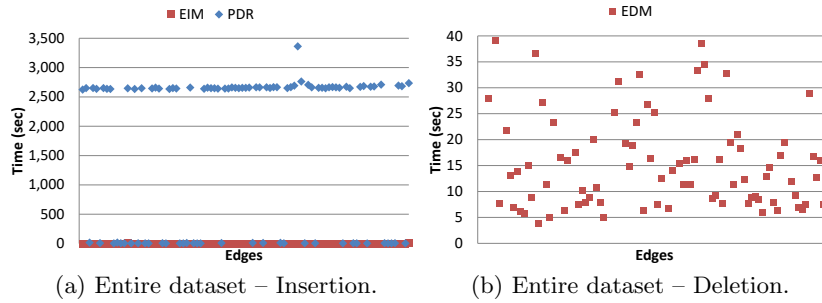 EIM PDR
3,500
3,000
2,500
2,000
1,500
1,000
500
0
Time (sec)
Edges
(a) Entire dataset – Insertion.
EDM
40
35
30
25
20
15
10
5
0
Time (sec)
Edges
(b) Entire dataset – Deletion.